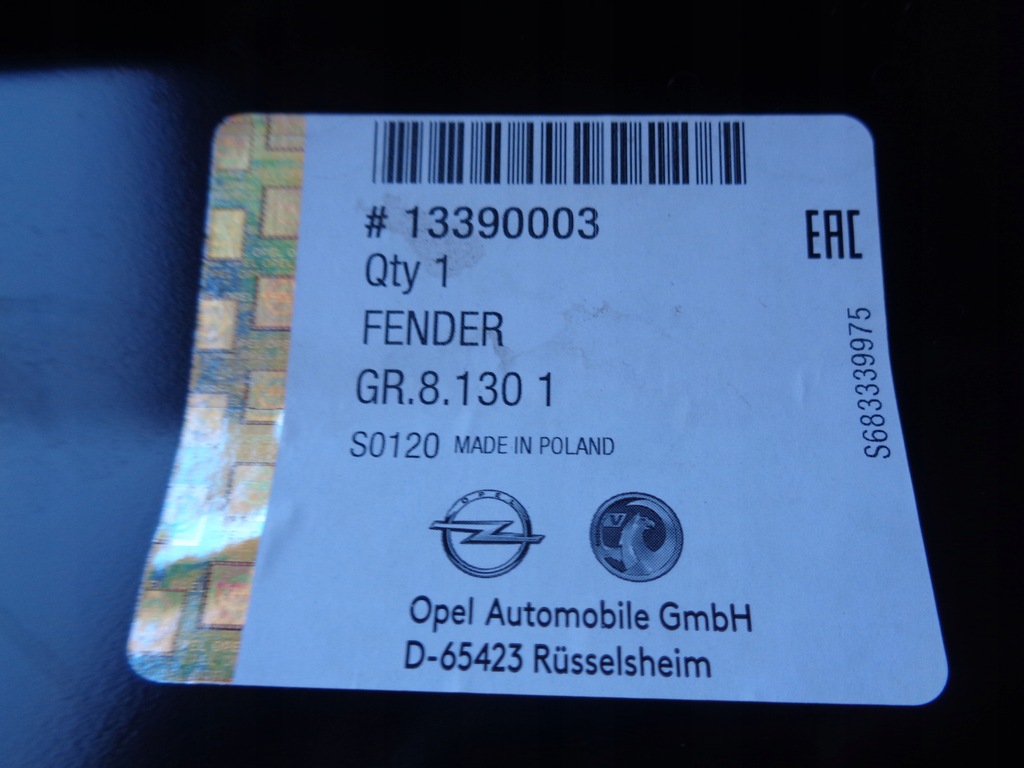 # 13390003
Qty 1
FENDER
GR.8.130 1
S0120 MADE IN POLAND
EAC
S683339975
OPEL
V
Opel Automobile GmbH
D-65423 Rüsselsheim